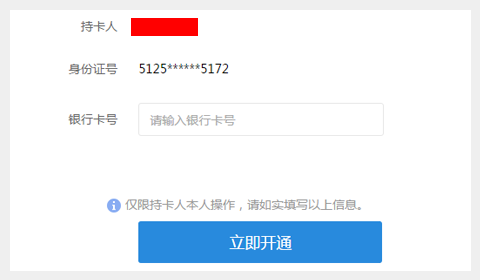 持卡人
身份证号 5125******5172
银行卡号 请输入银行卡号
仅限持卡人本人操作，请如实填写以上信息。
立即开通